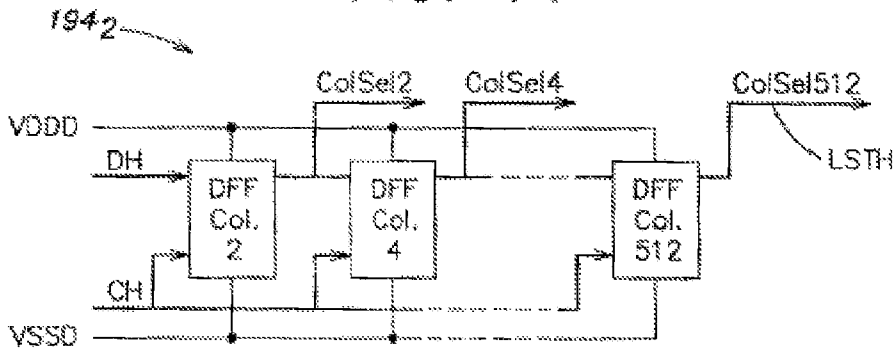 194₂
ColSel2
ColSel4
ColSel512
VDDD
DH
LSTH
DFF
Col.
2
DFF
Col.
4
DFF
Col.
512
CH
VSSD